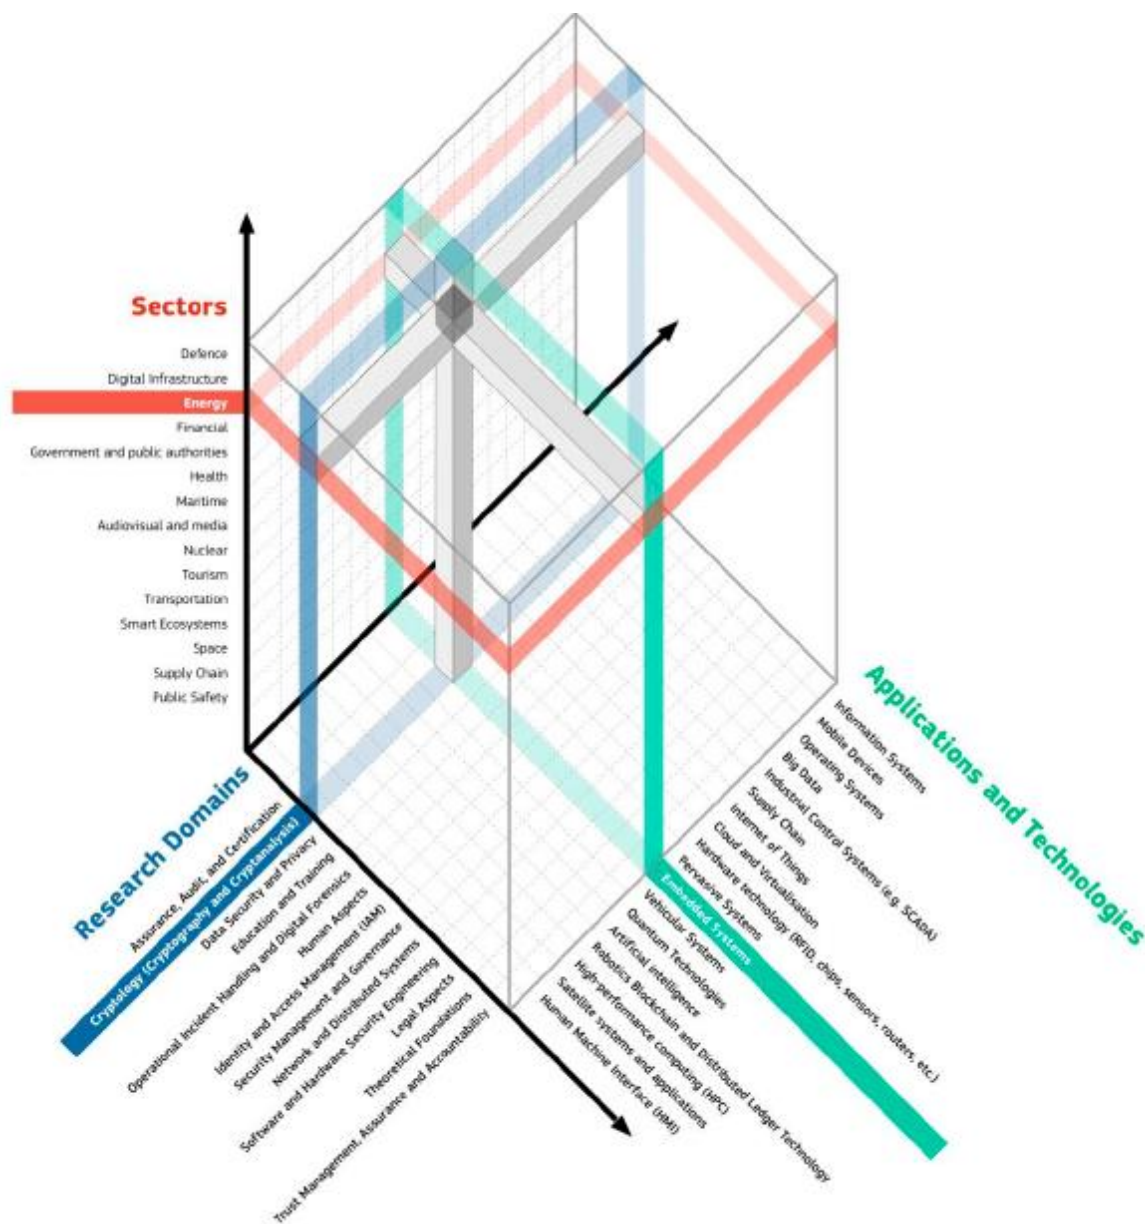 Sectors
Defence
Digital Infrastructure
Energy
Financial
Government and public authorities
Health
Maritime
Audiovisual and media
Nuclear
Tourism
Transportation
Smart Ecosystems
Space
Supply Chain
Public Safety
Research Domains
Assurance, Audit, and Certification
Cryptology (Cryptography and Cryptanalysis)
Data Security and Privacy
Education and Training
Operational Incident Handling and Digital Forensics
Human Aspects
Identity and Access Management (IAM)
Security Management and Governance
Network and Distributed Systems
Software and Hardware Security Engineering
Legal Aspects
Theoretical Foundations
Trust Management, Assurance and Accountability
Applications and Technologies
Information Systems
Mobile Devices
Operating Systems
Big Data
Industrial Control Systems (e.g. SCADA)
Supply Chain
Internet of Things
Cloud and Virtualisation
Hardware technology (RFID, chips, sensors, routers, etc.)
Pervasive Systems
Embedded Systems
Vehicular Systems
Quantum Technologies
Artificial intelligence
Robotics Blockchain and Distributed Ledger Technology
High-performance computing (HPC)
Satellite systems and applications
Human Machine Interface (HMI)